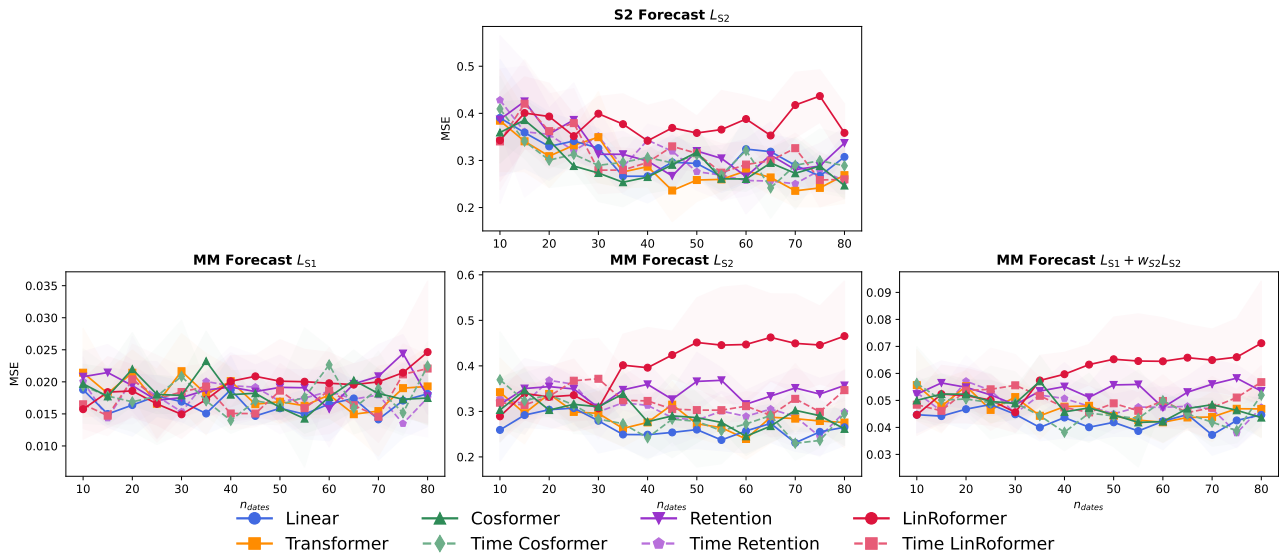 S2 Forecast L_S2
MSE
0.5
0.4
0.3
0.2
10 20 30 40 50 60 70 80
MM Forecast L_S1
MM Forecast L_S2
MM Forecast L_S1 + w_S2L_S2
MSE
0.035
0.030
0.025
0.020
0.015
0.010
10 20 30 40 50 60 70 80
n_dates
0.6
0.5
0.4
0.3
0.2
10 20 30 40 50 60 70 80
n_dates
0.09
0.08
0.07
0.06
0.05
0.04
0.03
10 20 30 40 50 60 70 80
n_dates
Linear Cosformer Retention LinRoformer
Transformer Time Cosformer Time Retention Time LinRoformer